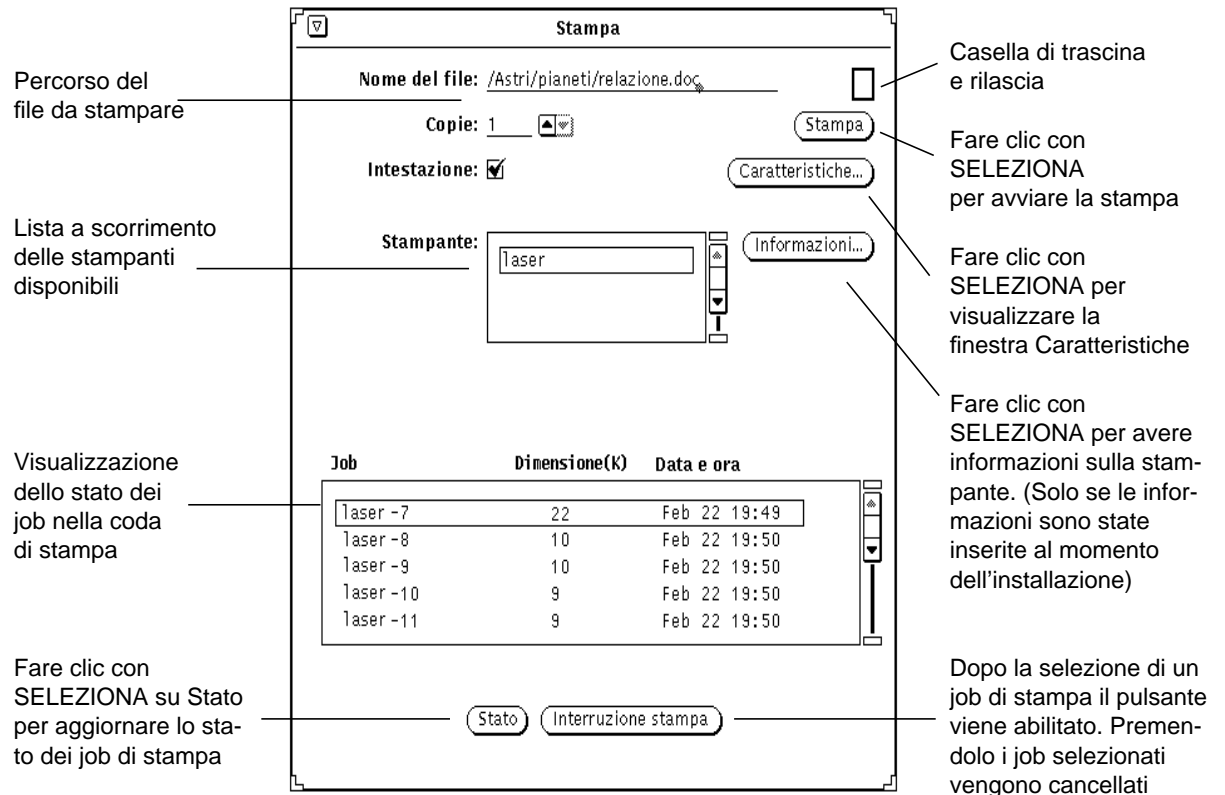 Stampa
Percorso del
file da stampare
Nome del file: /Astri/pianeti/relazione.doc
Casella di trascina
e rilascia
Copie: 1
Stampa
Fare clic con
SELEZIONA
per avviare la stampa
Intestazione:
Caratteristiche...
Lista a scorrimento
delle stampanti
disponibili
Stampante:
laser
Informazioni...
Fare clic con
SELEZIONA per
visualizzare la
finestra Caratteristiche
Fare clic con
SELEZIONA per avere
informazioni sulla stam-
pante. (Solo se le infor-
mazioni sono state
inserite al momento
dell'installazione)
Visualizzazione
dello stato dei
job nella coda
di stampa
Job Dimensione(K) Data e ora
laser-7 22 Feb 22 19:49
laser-8 10 Feb 22 19:50
laser-9 10 Feb 22 19:50
laser-10 9 Feb 22 19:50
laser-11 9 Feb 22 19:50
Fare clic con
SELEZIONA su Stato
per aggiornare lo sta-
to dei job di stampa
Stato
Interruzione stampa
Dopo la selezione di un
job di stampa il pulsante
viene abilitato. Premen-
dolo i job selezionati
vengono cancellati